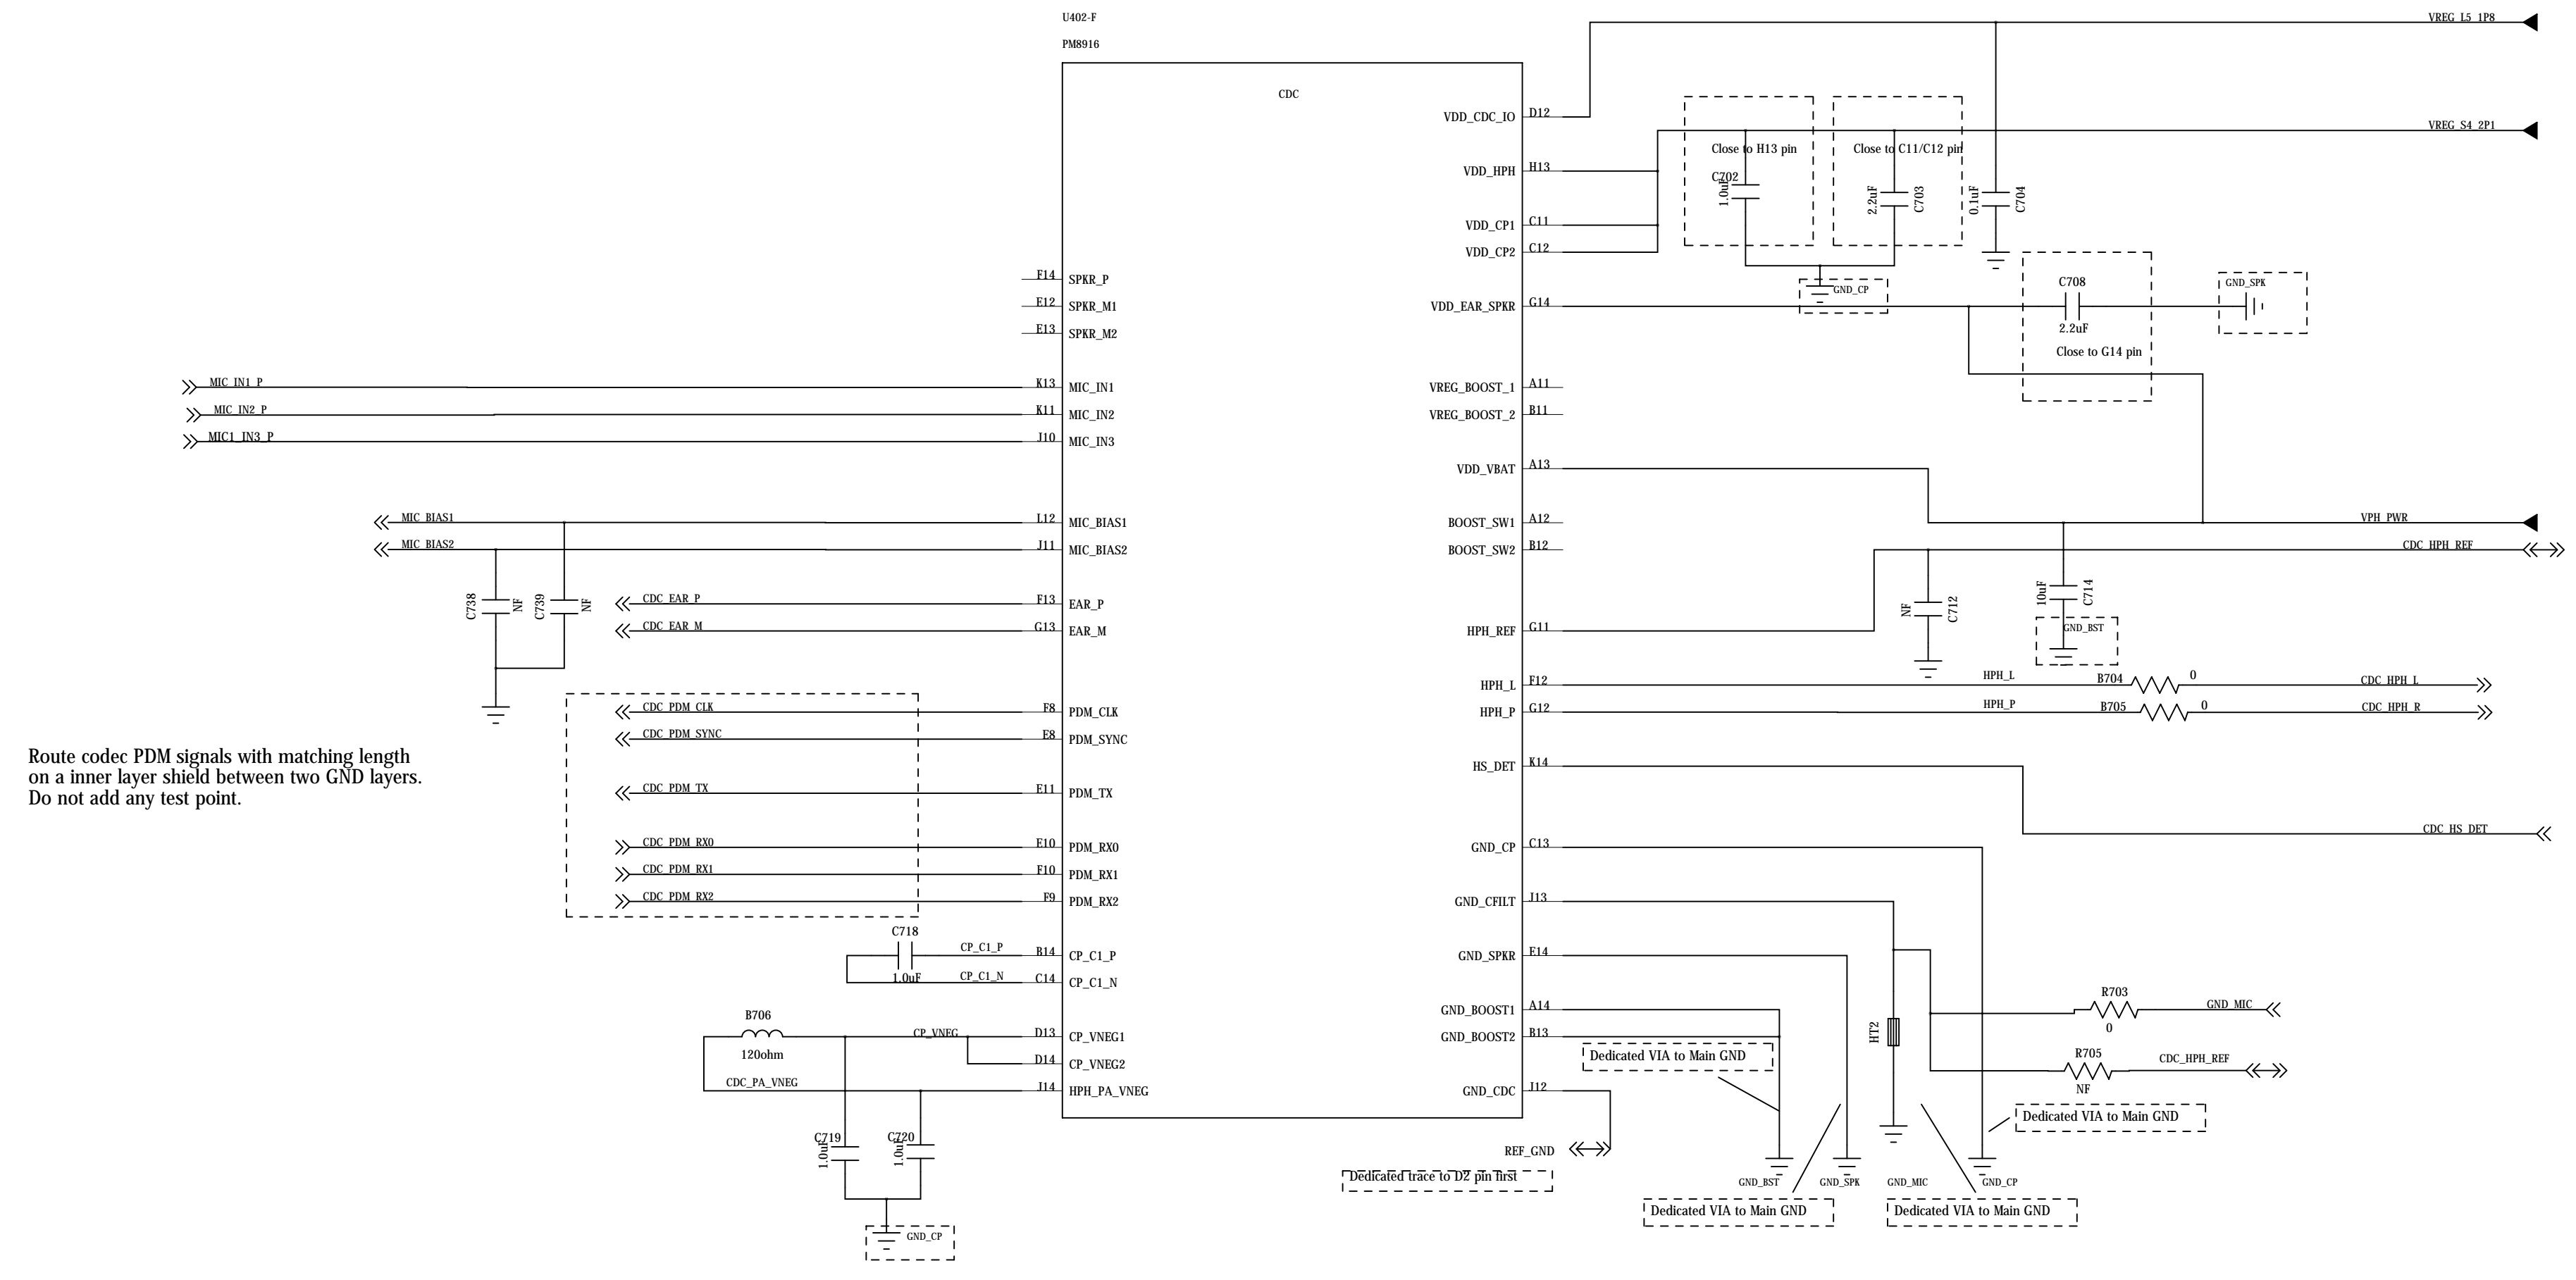 U402-F
PM8916
CDC
VREG_L5_1P8
VDD_CDC_IO
D12
VREG_S4_2P1
Close to H13 pin
Close to C11/C12 pin
VDD_HPH
H13
C702
1.0uF
2.2uF
C703
0.1uF
C704
VDD_CP1
C11
VDD_CP2
C12
F14
SPKR_P
E12
SPKR_M1
E13
SPKR_M2
VDD_EAR_SPKR
G14
GND_CP
C708
2.2uF
Close to G14 pin
GND_SPK
MIC_IN1_P
K13
MIC_IN1
VREG_BOOST_1
A11
MIC_IN2_P
K11
MIC_IN2
VREG_BOOST_2
B11
MIC1_IN3_P
J10
MIC_IN3
VDD_VBAT
A13
MIC_BIAS1
L12
MIC_BIAS1
BOOST_SW1
A12
VPH_PWR
MIC_BIAS2
J11
MIC_BIAS2
BOOST_SW2
B12
CDC_HPH_REF
C738
NF
C739
NF
CDC_EAR_P
F13
EAR_P
NF
C712
10uF
C714
GND_BST
CDC_EAR_M
G13
EAR_M
HPH_REF
G11
HPH_L
F12
HPH_L
B704
0
CDC_HPH_L
CDC_PDM_CLK
F8
PDM_CLK
HPH_P
G12
HPH_P
B705
0
CDC_HPH_R
CDC_PDM_SYNC
E8
PDM_SYNC
Route codec PDM signals with matching length
on a inner layer shield between two GND layers.
Do not add any test point.
HS_DET
K14
CDC_PDM_TX
E11
PDM_TX
CDC_HS_DET
CDC_PDM_RX0
E10
PDM_RX0
GND_CP
C13
CDC_PDM_RX1
F10
PDM_RX1
CDC_PDM_RX2
F9
PDM_RX2
GND_CFILT
J13
C718
1.0uF
CP_C1_P
B14
CP_C1_P
GND_SPKR
E14
CP_C1_N
C14
CP_C1_N
B706
120ohm
GND_BOOST1
A14
R703
0
GND_MIC
CP_VNEG
D13
CP_VNEG1
GND_BOOST2
B13
HT2
Dedicated VIA to Main GND
D14
CP_VNEG2
R705
NF
CDC_HPH_REF
CDC_PA_VNEG
J14
HPH_PA_VNEG
GND_CDC
J12
Dedicated VIA to Main GND
C719
1.0uF
C720
1.0uF
REF_GND
Dedicated trace to D2 pin first
GND_BST
GND_SPK
GND_MIC
GND_CP
Dedicated VIA to Main GND
Dedicated VIA to Main GND
GND_CP